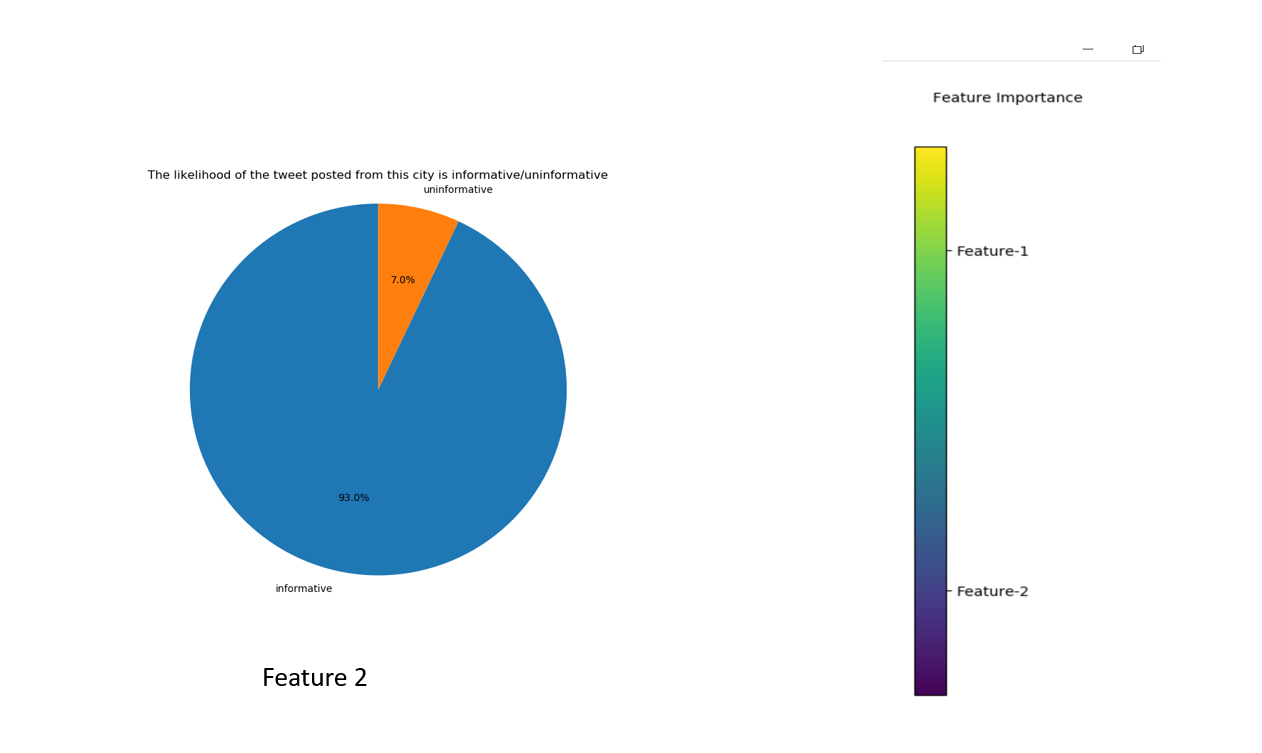 The likelihood of the tweet posted from this city is informative/uninformative
uninformative
7.0%
93.0%
informative
Feature 2
Feature Importance
Feature-1
Feature-2